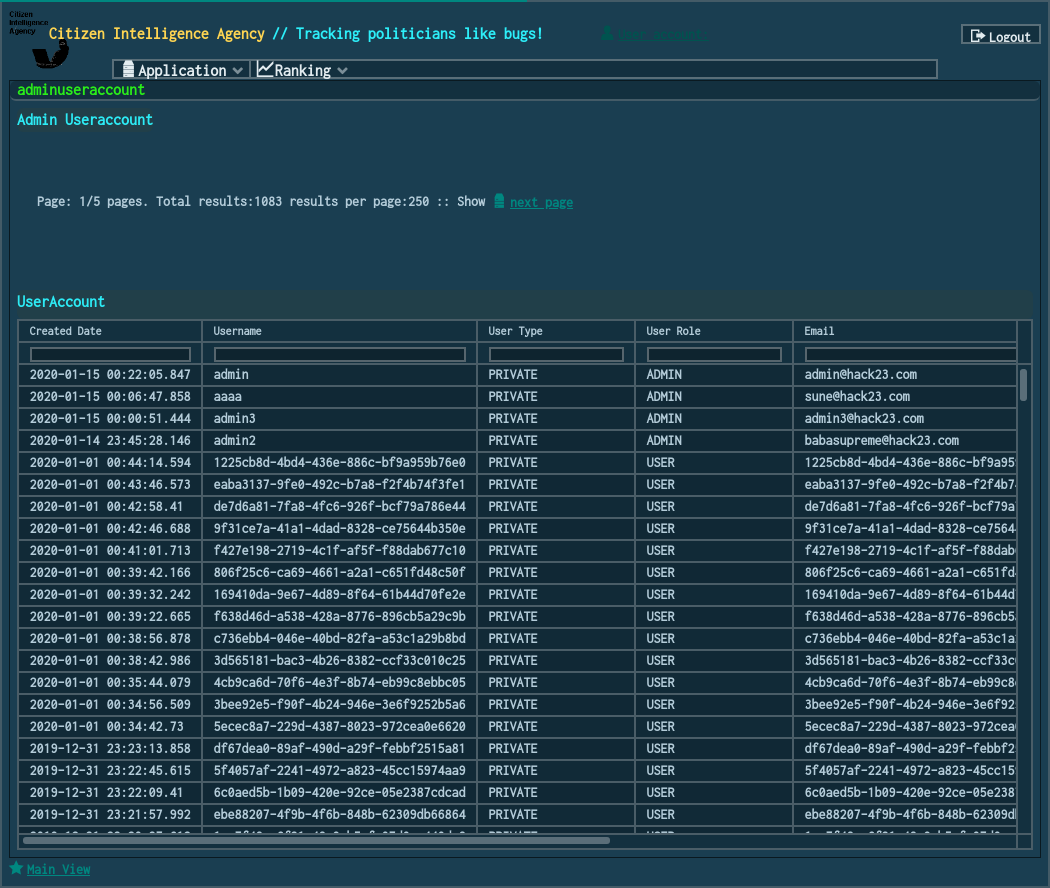 Citizen
Intelligence
Agency
Citizen Intelligence Agency // Tracking politicians like bugs!
Logout
Application Ranking
adminuseraccount
Admin Useraccount
Page: 1/5 pages. Total results:1083 results per page:250 :: Show next page
UserAccount
Created Date Username User Type User Role Email
2020-01-15 00:22:05.847 admin PRIVATE ADMIN admin@hack23.com
2020-01-15 00:06:47.858 aaaa PRIVATE ADMIN sune@hack23.com
2020-01-15 00:00:51.444 admin3 PRIVATE ADMIN admin3@hack23.com
2020-01-14 23:45:28.146 admin2 PRIVATE ADMIN babasupreme@hack23.com
2020-01-01 00:44:14.594 1225cb8d-4bd4-436e-886c-bf9a959b76e0 PRIVATE USER 1225cb8d-4bd4-436e-886c-bf9a95
2020-01-01 00:43:46.573 eaba3137-9fe0-492c-b7a8-f2f4b74f3fe1 PRIVATE USER eaba3137-9fe0-492c-b7a8-f2f4b7
2020-01-01 00:42:58.41 de7d6a81-7fa8-4fc6-926f-bcf79a786e44 PRIVATE USER de7d6a81-7fa8-4fc6-926f-bcf79a
2020-01-01 00:42:46.688 9f31ce7a-41a1-4dad-8328-ce75644b350e PRIVATE USER 9f31ce7a-41a1-4dad-8328-ce7564
2020-01-01 00:41:01.713 f427e198-2719-4c1f-af5f-f88dab677c10 PRIVATE USER f427e198-2719-4c1f-af5f-f88dab
2020-01-01 00:39:42.166 806f25c6-ca69-4661-a2a1-c651fd48c50f PRIVATE USER 806f25c6-ca69-4661-a2a1-c651fd
2020-01-01 00:39:32.242 169410da-9e67-4d89-8f64-61b44d70fe2e PRIVATE USER 169410da-9e67-4d89-8f64-61b44d
2020-01-01 00:39:22.665 f638d46d-a538-428a-8776-896cb5a29c9b PRIVATE USER f638d46d-a538-428a-8776-896cb5
2020-01-01 00:38:56.878 c736ebb4-046e-40bd-82fa-a53c1a29b8bd PRIVATE USER c736ebb4-046e-40bd-82fa-a53c1a
2020-01-01 00:38:42.986 3d565181-bac3-4b26-8382-ccf33c010c25 PRIVATE USER 3d565181-bac3-4b26-8382-ccf33c
2020-01-01 00:35:44.079 4cb9ca6d-70f6-4e3f-8b74-eb99c8ebbc05 PRIVATE USER 4cb9ca6d-70f6-4e3f-8b74-eb99c8
2020-01-01 00:34:56.509 3bee92e5-f90f-4b24-946e-3e6f9252b5a6 PRIVATE USER 3bee92e5-f90f-4b24-946e-3e6f92
2020-01-01 00:34:42.73 5ecec8a7-229d-4387-8023-972cea0e6620 PRIVATE USER 5ecec8a7-229d-4387-8023-972cea
2019-12-31 23:23:13.858 df67dea0-89af-490d-a29f-febbf2515a81 PRIVATE USER df67dea0-89af-490d-a29f-febbf2
2019-12-31 23:22:45.615 5f4057af-2241-4972-a823-45cc15974aa9 PRIVATE USER 5f4057af-2241-4972-a823-45cc15
2019-12-31 23:22:09.41 6c0aed5b-1b09-420e-92ce-05e2387cdcad PRIVATE USER 6c0aed5b-1b09-420e-92ce-05e238
2019-12-31 23:21:57.992 ebe88207-4f9b-4f6b-848b-62309db66864 PRIVATE USER ebe88207-4f9b-4f6b-848b-62309d
Main View